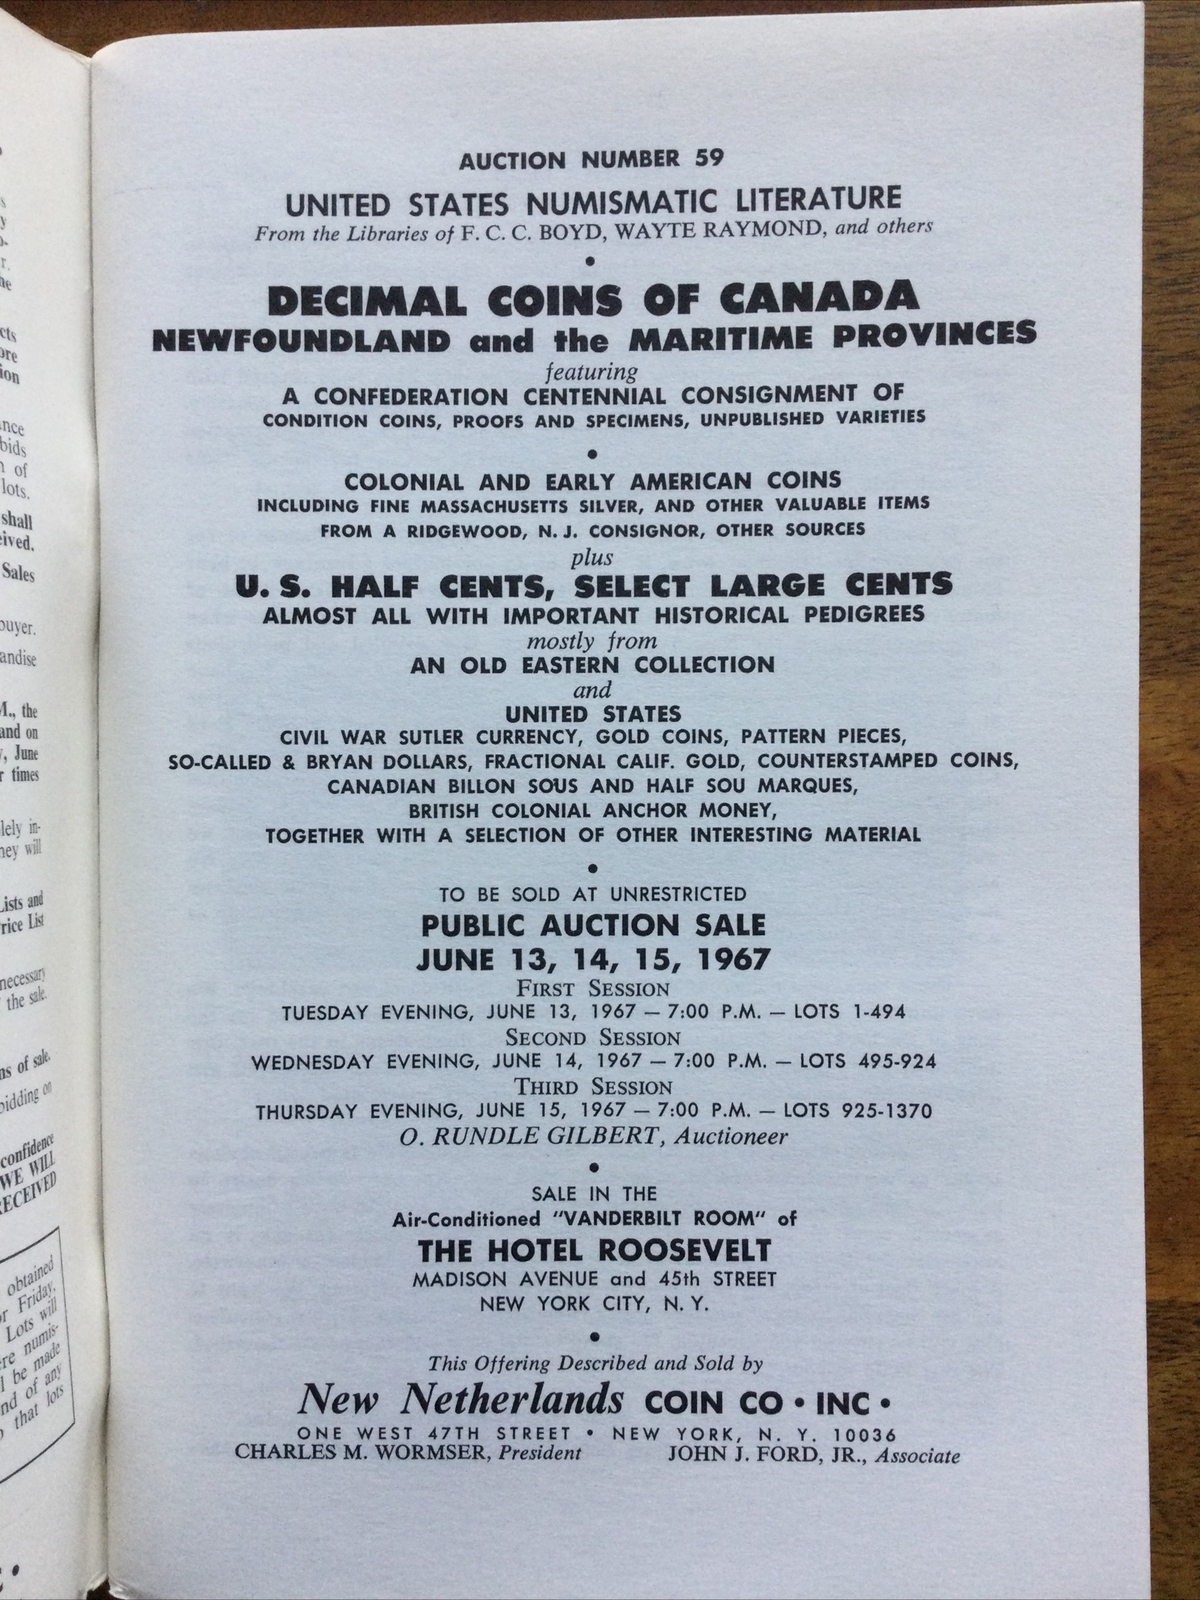 AUCTION NUMBER 59
UNITED STATES NUMISMATIC LITERATURE
From the Libraries of F. C. C. BOYD, WAYTE RAYMOND, and others
•
DECIMAL COINS OF CANADA
NEWFOUNDLAND and the MARITIME PROVINCES
featuring
A CONFEDERATION CENTENNIAL CONSIGNMENT OF
CONDITION COINS, PROOFS AND SPECIMENS, UNPUBLISHED VARIETIES
•
COLONIAL AND EARLY AMERICAN COINS
INCLUDING FINE MASSACHUSETTS SILVER, AND OTHER VALUABLE ITEMS
FROM A RIDGEWOOD, N. J. CONSIGNOR, OTHER SOURCES
plus
U. S. HALF CENTS, SELECT LARGE CENTS
ALMOST ALL WITH IMPORTANT HISTORICAL PEDIGREES
mostly from
AN OLD EASTERN COLLECTION
and
UNITED STATES
CIVIL WAR SUTLER CURRENCY, GOLD COINS, PATTERN PIECES,
SO-CALLED & BRYAN DOLLARS, FRACTIONAL CALIF. GOLD, COUNTERSTAMPED COINS,
CANADIAN BILLON SOUS AND HALF SOU MARQUES,
BRITISH COLONIAL ANCHOR MONEY,
TOGETHER WITH A SELECTION OF OTHER INTERESTING MATERIAL
•
TO BE SOLD AT UNRESTRICTED
PUBLIC AUCTION SALE
JUNE 13, 14, 15, 1967
FIRST SESSION
TUESDAY EVENING, JUNE 13, 1967 — 7:00 P.M. — LOTS 1-494
SECOND SESSION
WEDNESDAY EVENING, JUNE 14, 1967 — 7:00 P.M. — LOTS 495-924
THIRD SESSION
THURSDAY EVENING, JUNE 15, 1967 — 7:00 P.M. — LOTS 925-1370
O. RUNDLE GILBERT, Auctioneer
•
SALE IN THE
Air-Conditioned "VANDERBILT ROOM" of
THE HOTEL ROOSEVELT
MADISON AVENUE and 45th STREET
NEW YORK CITY, N. Y.
•
This Offering Described and Sold by
New Netherlands COIN CO • INC •
ONE WEST 47TH STREET • NEW YORK, N. Y. 10036
CHARLES M. WORMSER, President JOHN J. FORD, JR., Associate